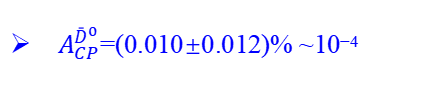 ➢ $A_{CP}^{\bar{D}^0}$=(0.010±0.012)% ~10⁻⁴